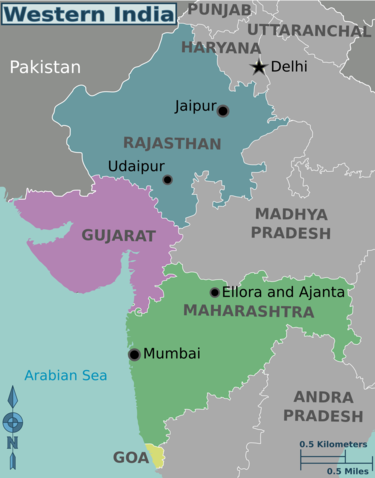 Western India
PUNJAB
UTTARANCHAL
HARYANA
Pakistan
Delhi
Jaipur
RAJASTHAN
Udaipur
MADHYA
PRADESH
GUJARAT
Ellora and Ajanta
MAHARASHTRA
Mumbai
Arabian Sea
ANDRA
PRADESH
N
GOA
0.5 Kilometers
0.5 Miles